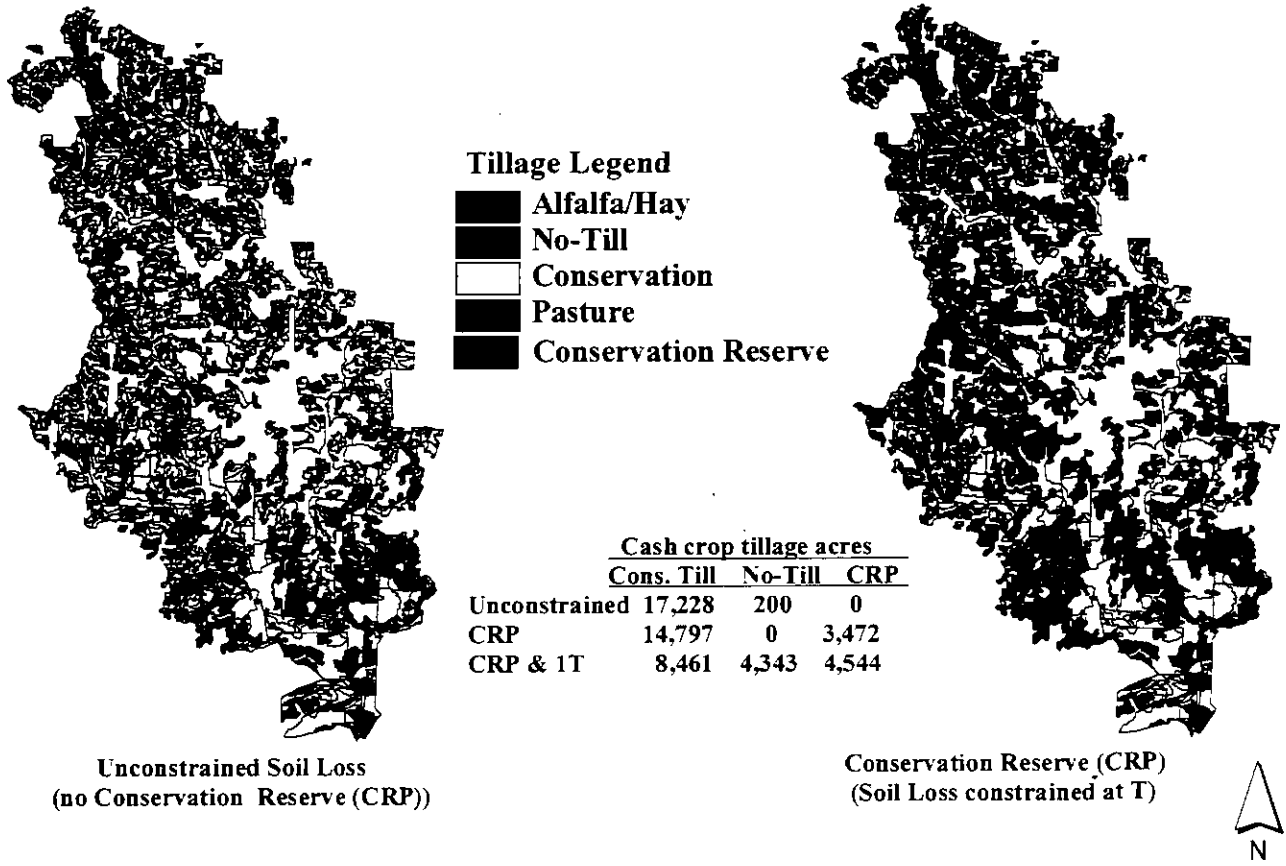 Tillage Legend
Alfalfa/Hay
No-Till
Conservation
Pasture
Conservation Reserve
Cash crop tillage acres
Cons. Till No-Till CRP
Unconstrained 17,228 200 0
CRP 14,797 0 3,472
CRP & 1T 8,461 4,343 4,544
Unconstrained Soil Loss
(no Conservation Reserve (CRP))
Conservation Reserve (CRP)
(Soil Loss constrained at T)
N